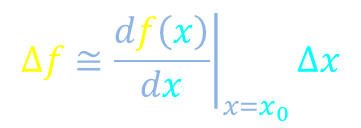 Δf ≅ df(x)/dx |x=x₀ Δx